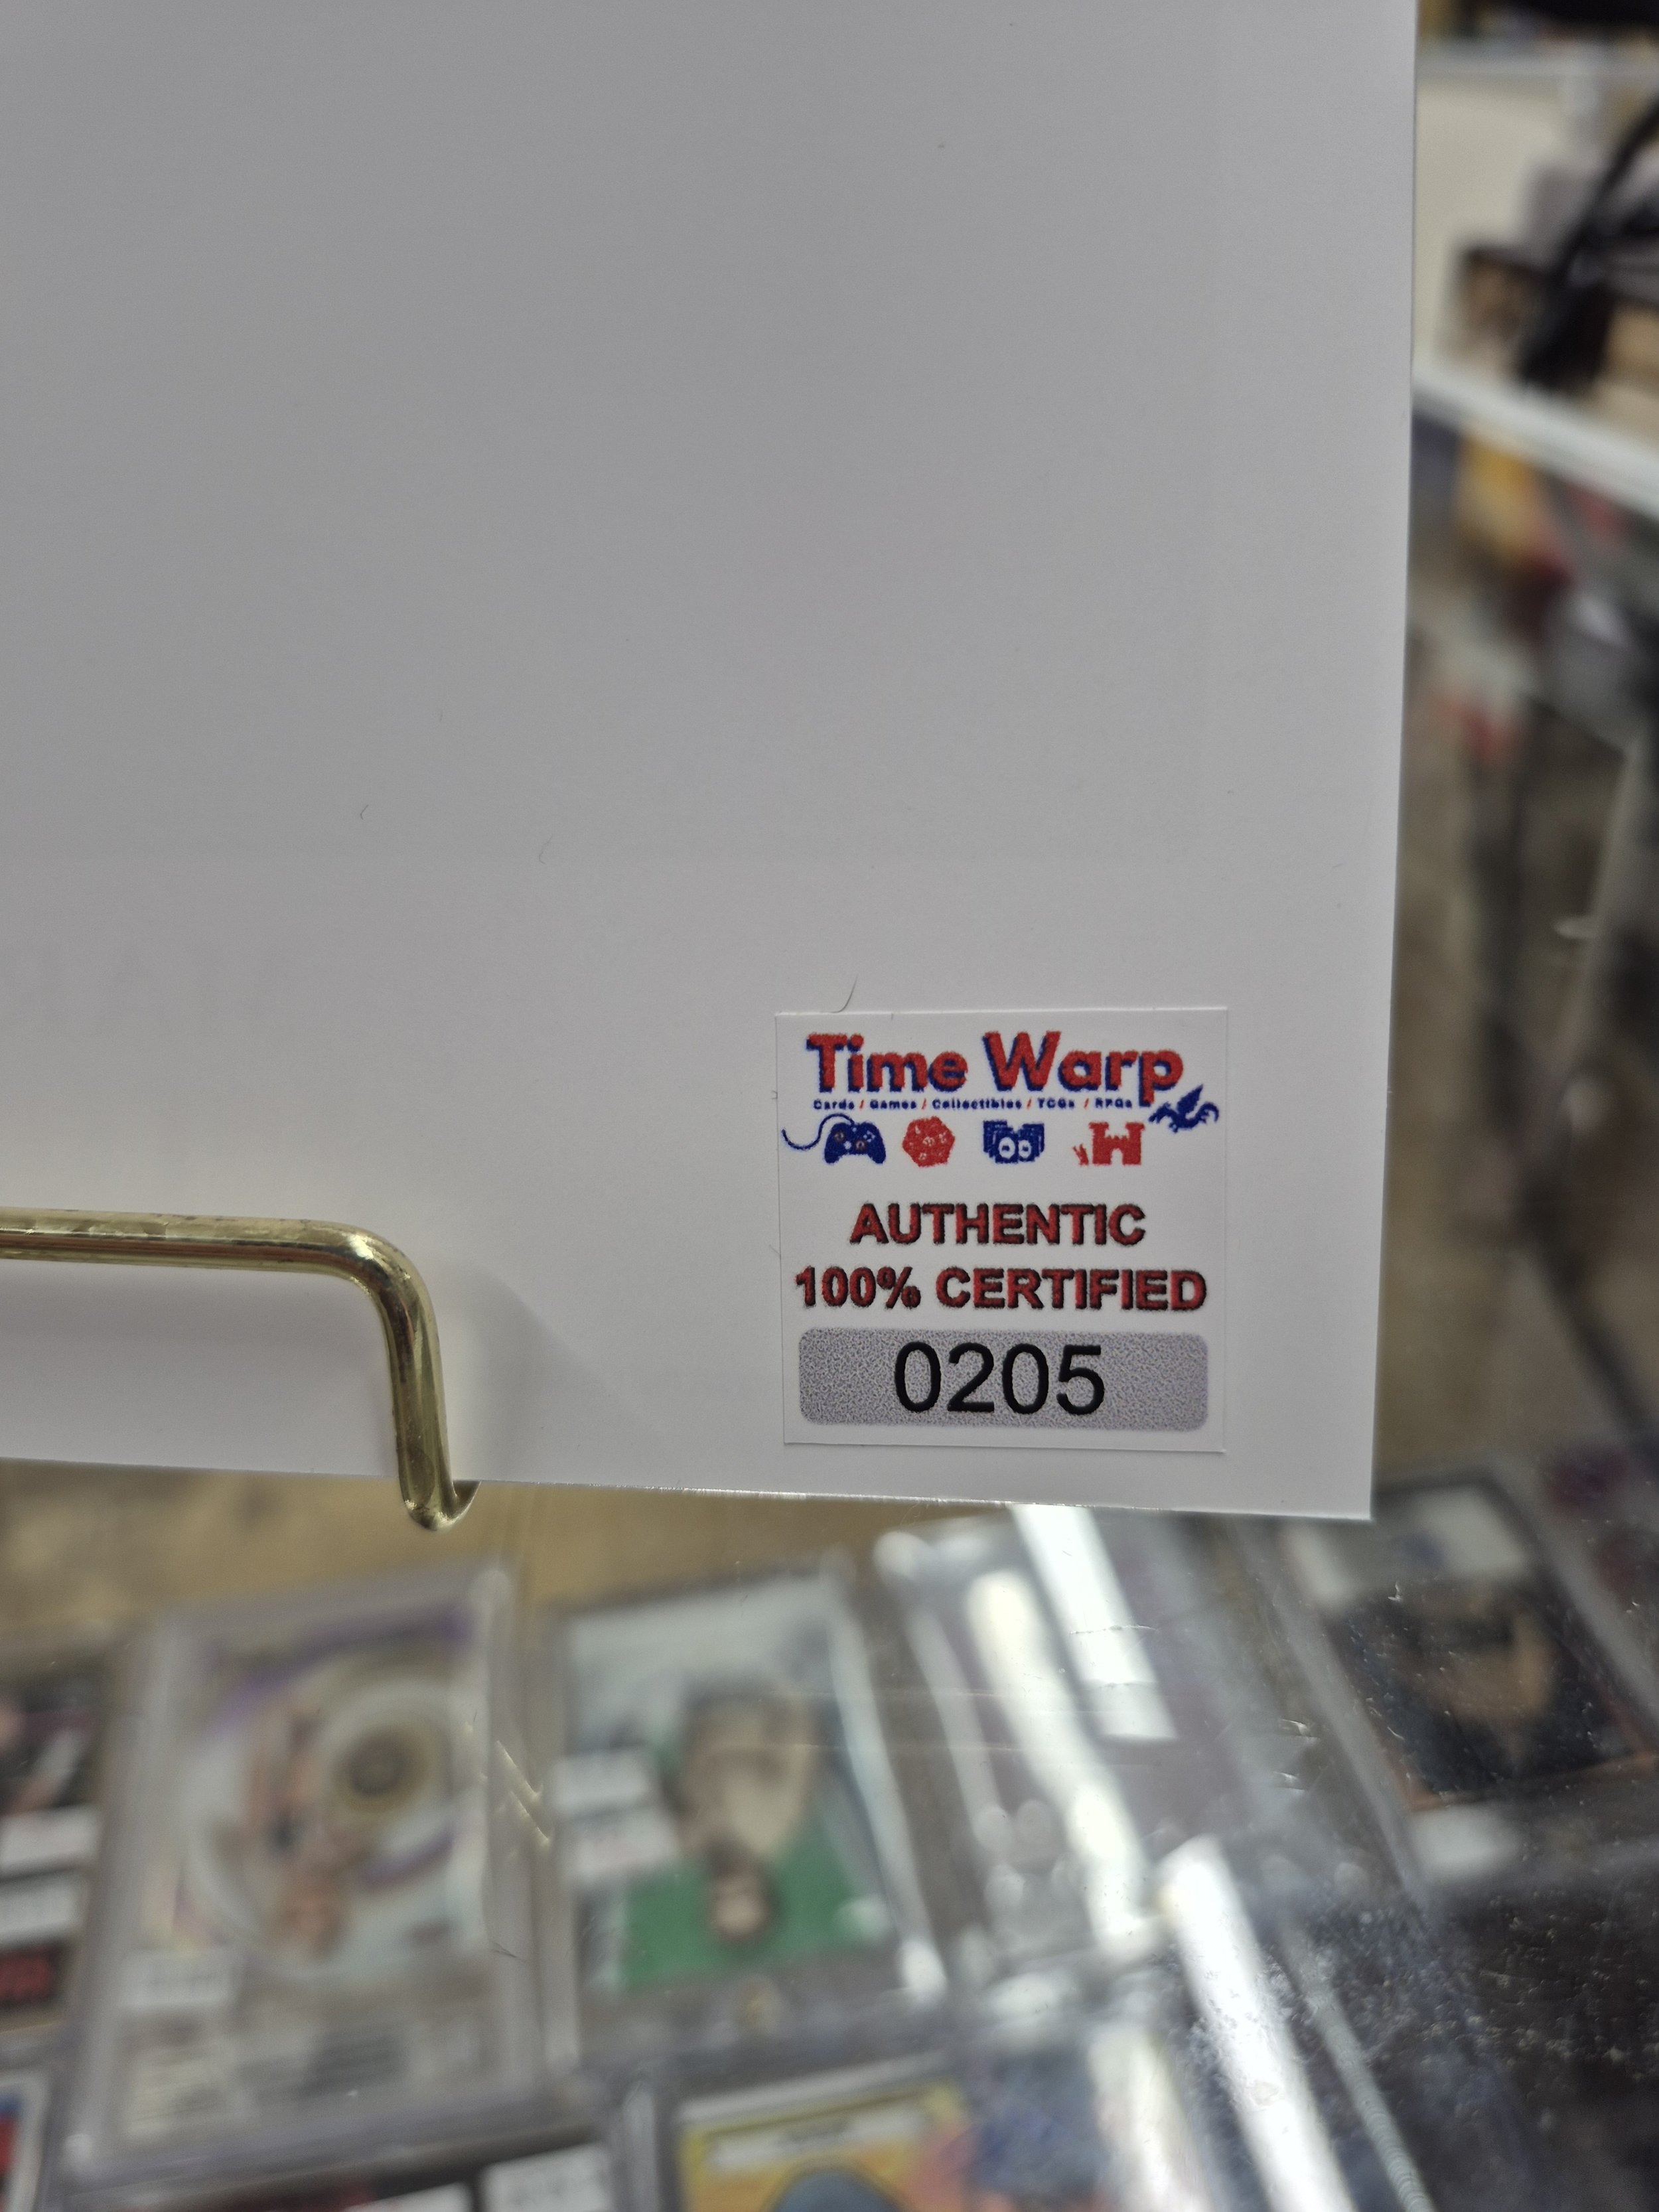 Time Warp
Cards / Games / Collectibles / TCGs / RPGs
AUTHENTIC
100% CERTIFIED
0205